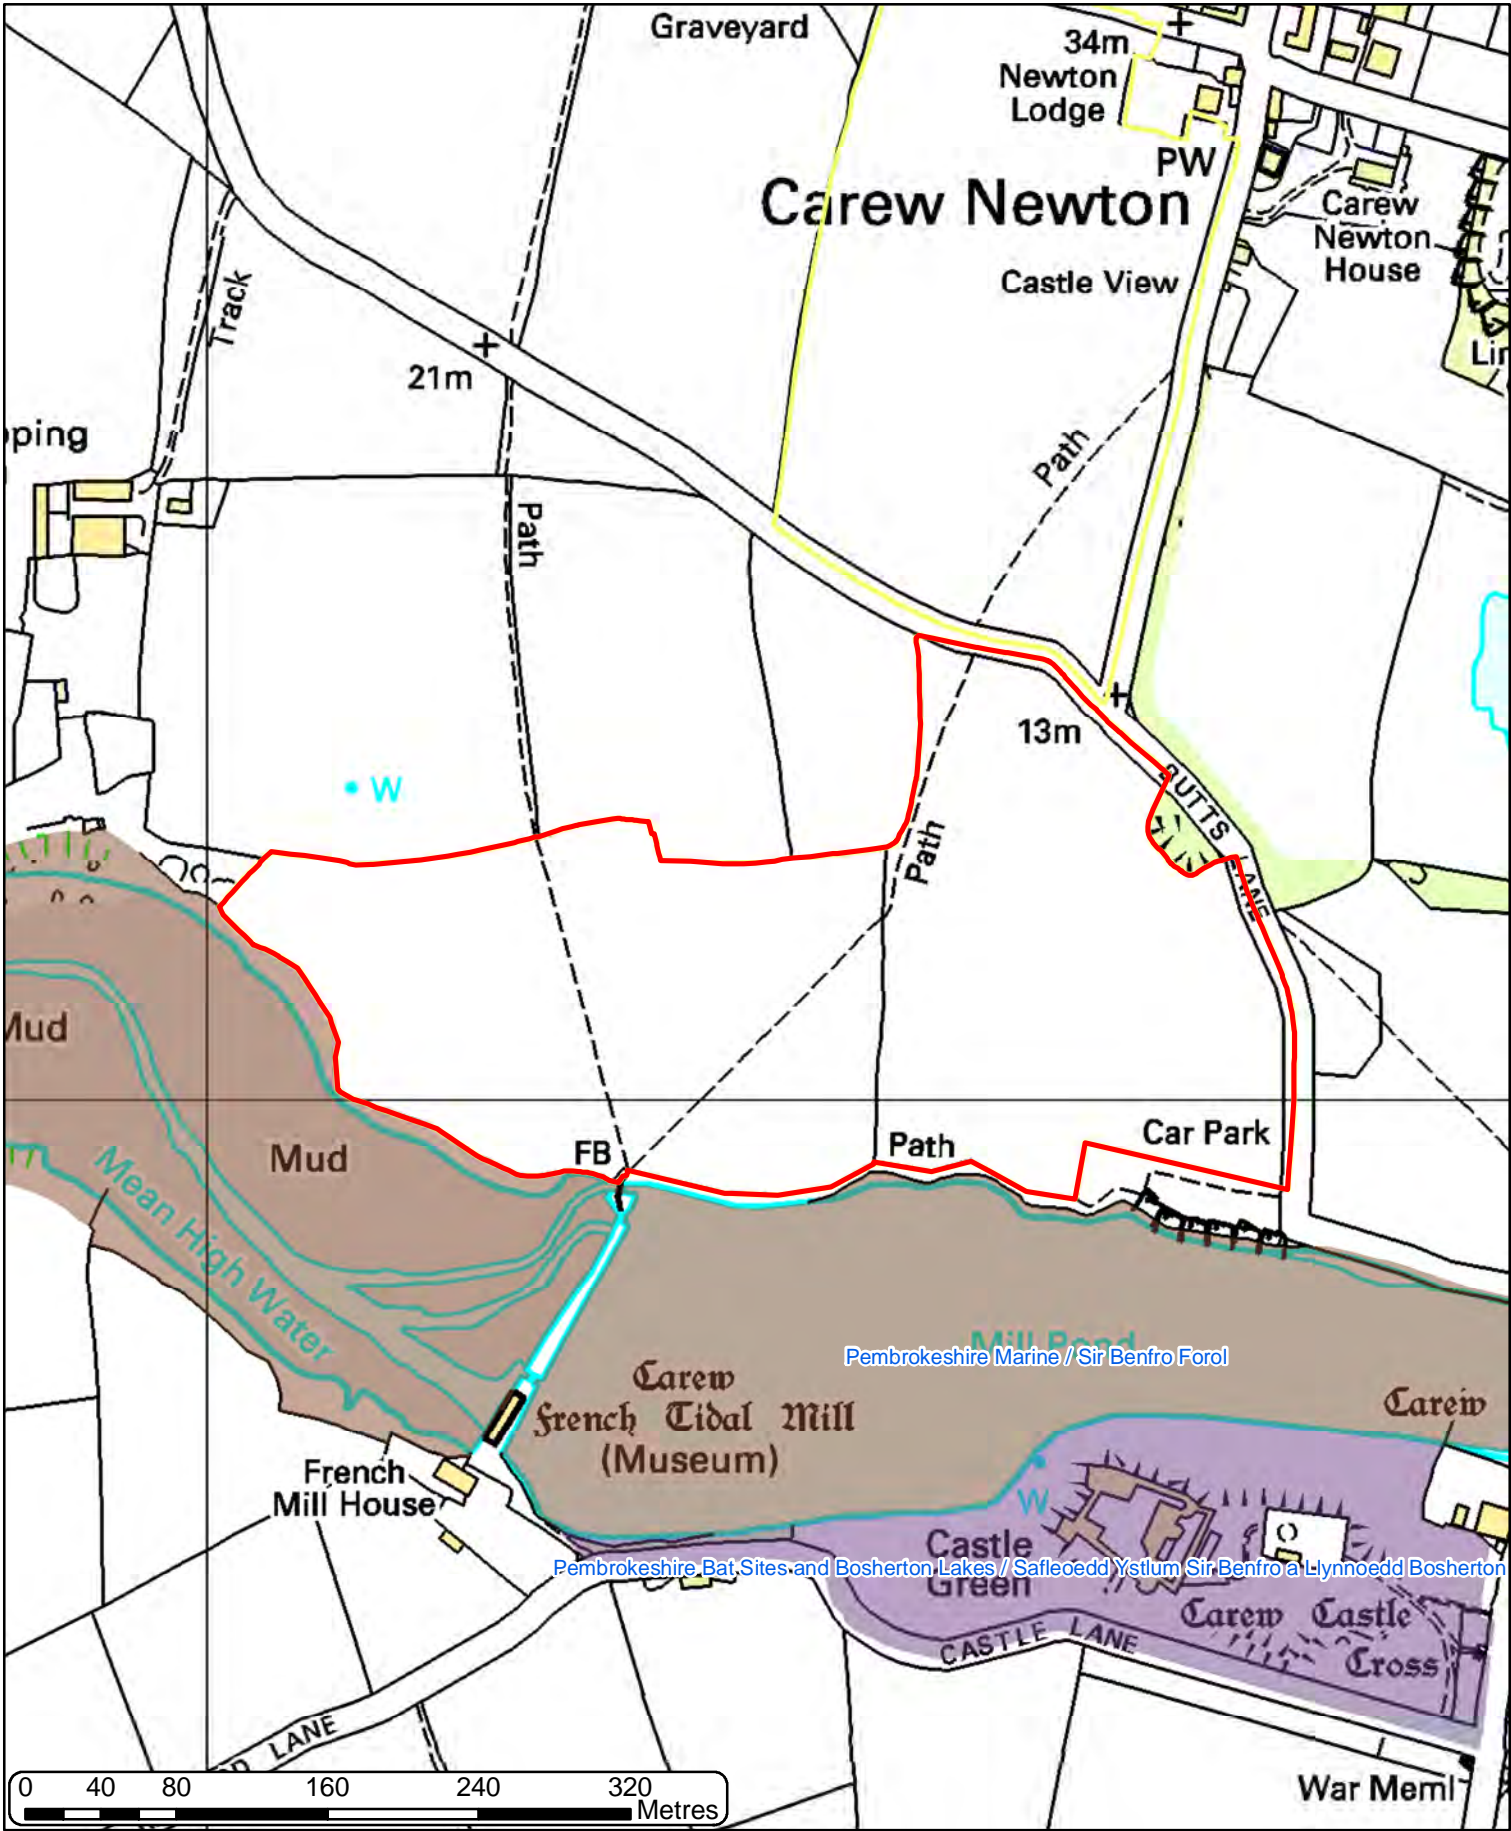 Graveyard
34m
Newton
Lodge
PW
Carew Newton
Carew
Newton
House
Castle View
Track
21m
Path
Path
13m
W
BUTTS LANE
Path
Mud
Mud
FB
Path
Car Park
Mean High Water
Mill Pond
Pembrokeshire Marine / Sir Benfro Forol
Carew
French Tidal Mill
(Museum)
Carew
French
Mill House
W
Castle
Green
Pembrokeshire Bat Sites and Bosherton Lakes / Safleoedd Ystlum Sir Benfro a Llynnoedd Bosherton
Carew Castle
Cross
CASTLE LANE
LANE
War Meml
0 40 80 160 240 320
Metres